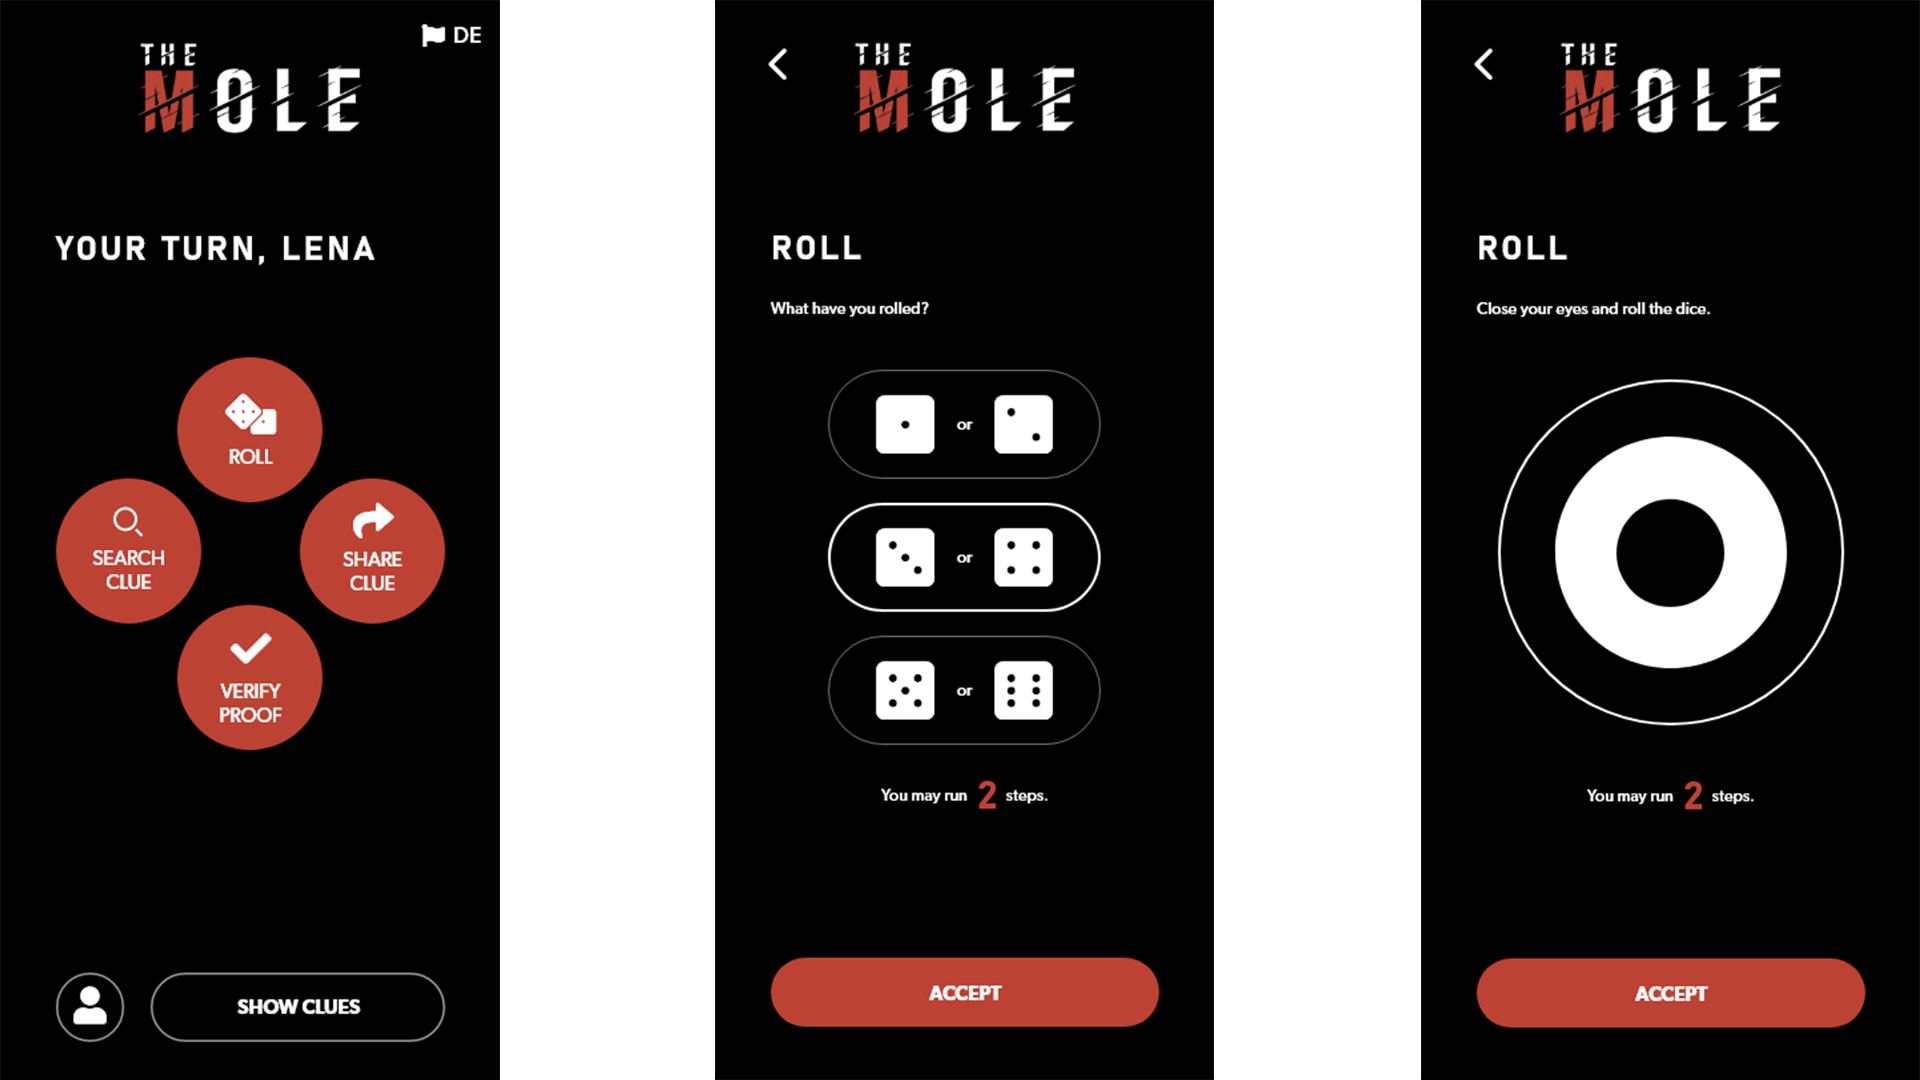 DE
THE
MOLE
YOUR TURN, LENA
ROLL
SEARCH
CLUE
SHARE
CLUE
VERIFY
PROOF
SHOW CLUES
THE
MOLE
ROLL
What have you rolled?
or
or
or
You may run 2 steps.
ACCEPT
THE
MOLE
ROLL
Close your eyes and roll the dice.
You may run 2 steps.
ACCEPT